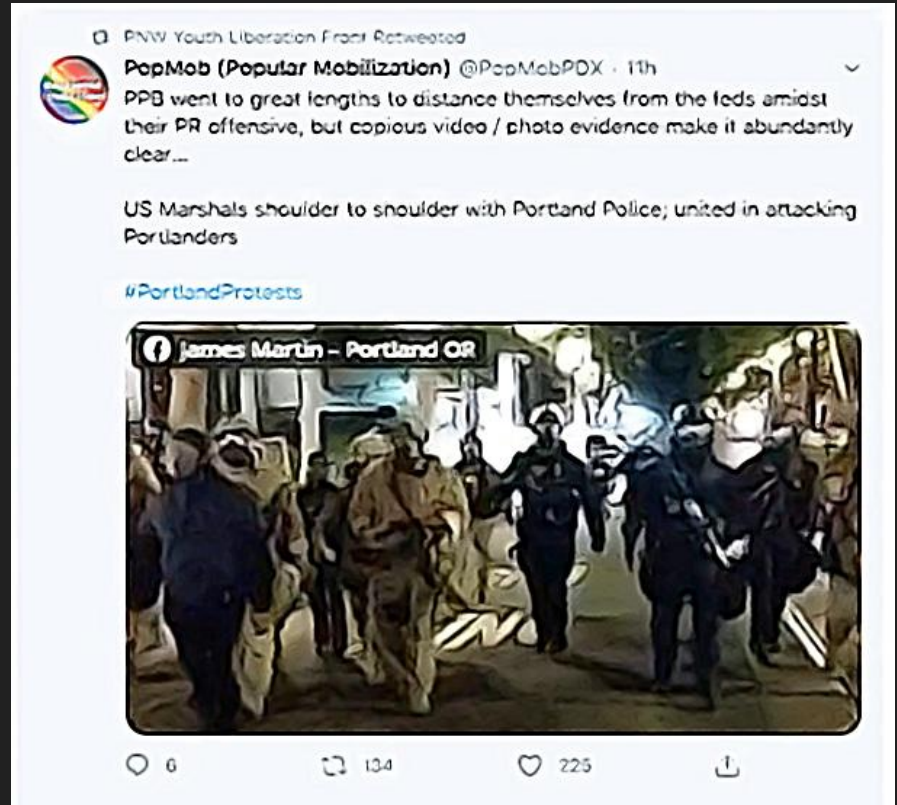 PNW Youth Liberation Front Retweeted
PopMob (Popular Mobilization) @PopMobPDX · 11h
PPB went to great lengths to distance themselves from the feds amidst
their PR offensive, but copious video / photo evidence make it abundantly
clear...
US Marshals shoulder to shoulder with Portland Police; united in attacking
Portlanders
#PortlandProtests
James Martin - Portland OR
6 134 225